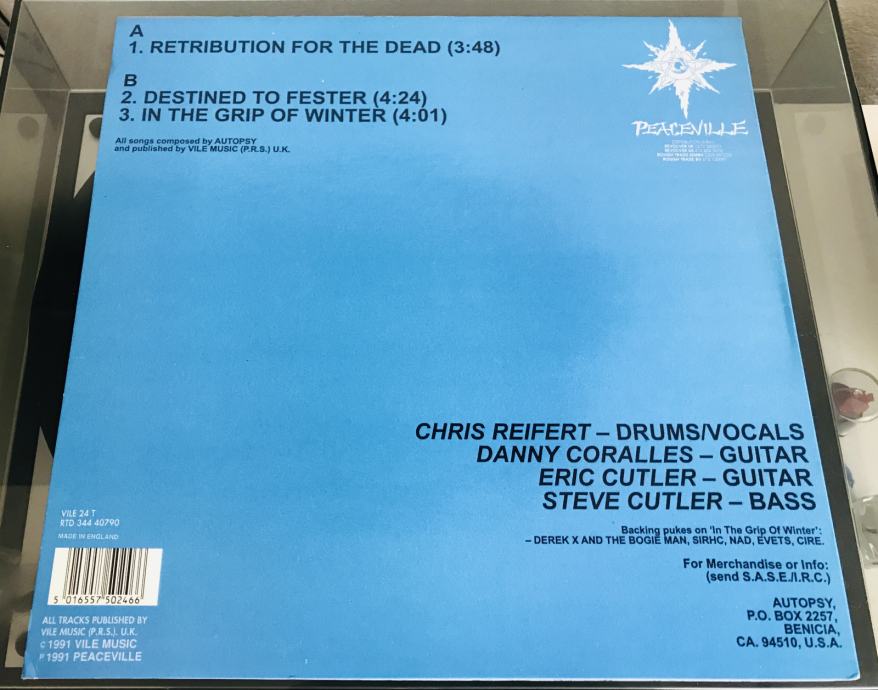 A
1. RETRIBUTION FOR THE DEAD (3:48)
B
2. DESTINED TO FESTER (4:24)
3. IN THE GRIP OF WINTER (4:01)
All songs composed by AUTOPSY
and published by VILE MUSIC (P.R.S.) U.K.
PEACEVILLE
CHRIS REIFERT – DRUMS/VOCALS
DANNY CORALLES – GUITAR
ERIC CUTLER – GUITAR
STEVE CUTLER – BASS
Backing pukes on 'In The Grip Of Winter':
– DEREK X AND THE BOGIE MAN, SIRHC, NAD, EVETS, CIRE.
For Merchandise or Info:
(send S.A.S.E./I.R.C.)
AUTOPSY,
P.O. BOX 2257,
BENICIA,
CA. 94510, U.S.A.
VILE 24 T
RTD 344 40790
MADE IN ENGLAND
5 016557 502466
ALL TRACKS PUBLISHED BY
VILE MUSIC (P.R.S.) U.K.
© 1991 VILE MUSIC
℗ 1991 PEACEVILLE